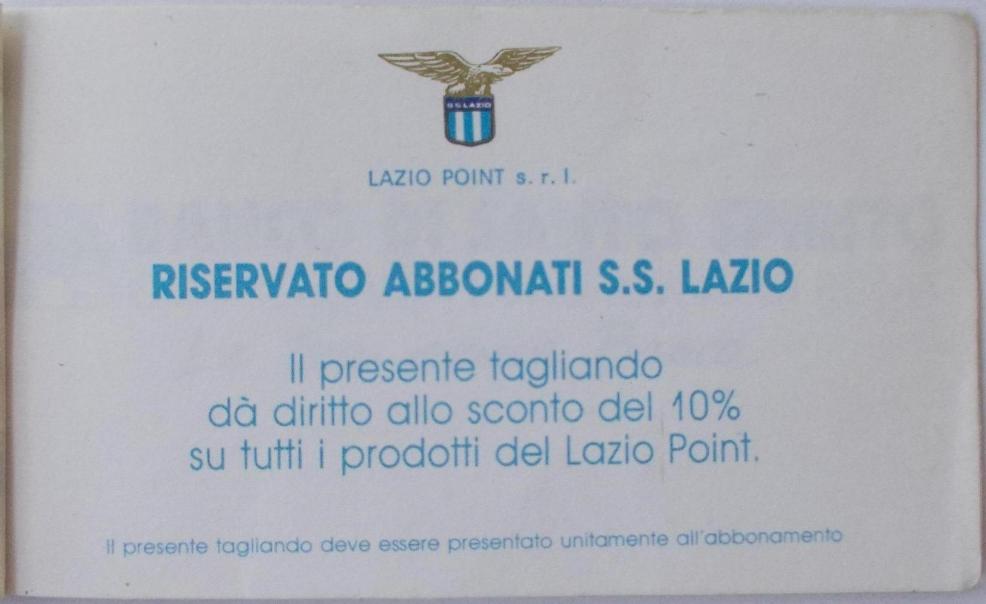 S.S.LAZIO
LAZIO POINT s. r. l.
RISERVATO ABBONATI S.S. LAZIO
Il presente tagliando
dà diritto allo sconto del 10%
su tutti i prodotti del Lazio Point.
Il presente tagliando deve essere presentato unitamente all'abbonamento